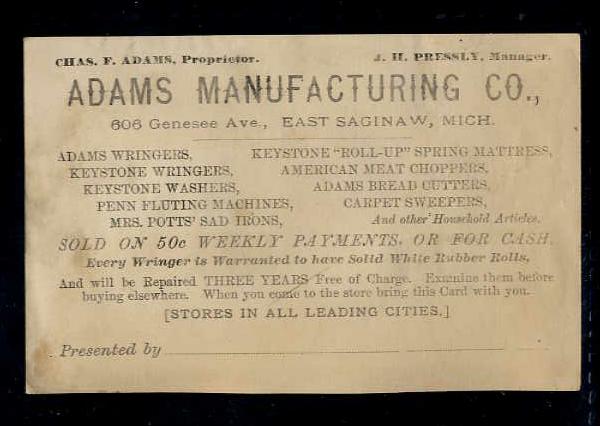 CHAS. F. ADAMS, Proprietor. J. H. PRESSLY, Manager.
ADAMS MANUFACTURING CO.,
606 Genesee Ave., EAST SAGINAW, MICH.
ADAMS WRINGERS, KEYSTONE "ROLL-UP" SPRING MATTRESS,
KEYSTONE WRINGERS, AMERICAN MEAT CHOPPERS,
KEYSTONE WASHERS, ADAMS BREAD CUTTERS,
PENN FLUTING MACHINES, CARPET SWEEPERS,
MRS. POTTS' SAD IRONS, And other Household Articles.
SOLD ON 50c WEEKLY PAYMENTS, OR FOR CASH.
Every Wringer is Warranted to have Solid White Rubber Rolls,
And will be Repaired THREE YEARS Free of Charge. Examine them before
buying elsewhere. When you come to the store bring this Card with you.
[STORES IN ALL LEADING CITIES.]
Presented by